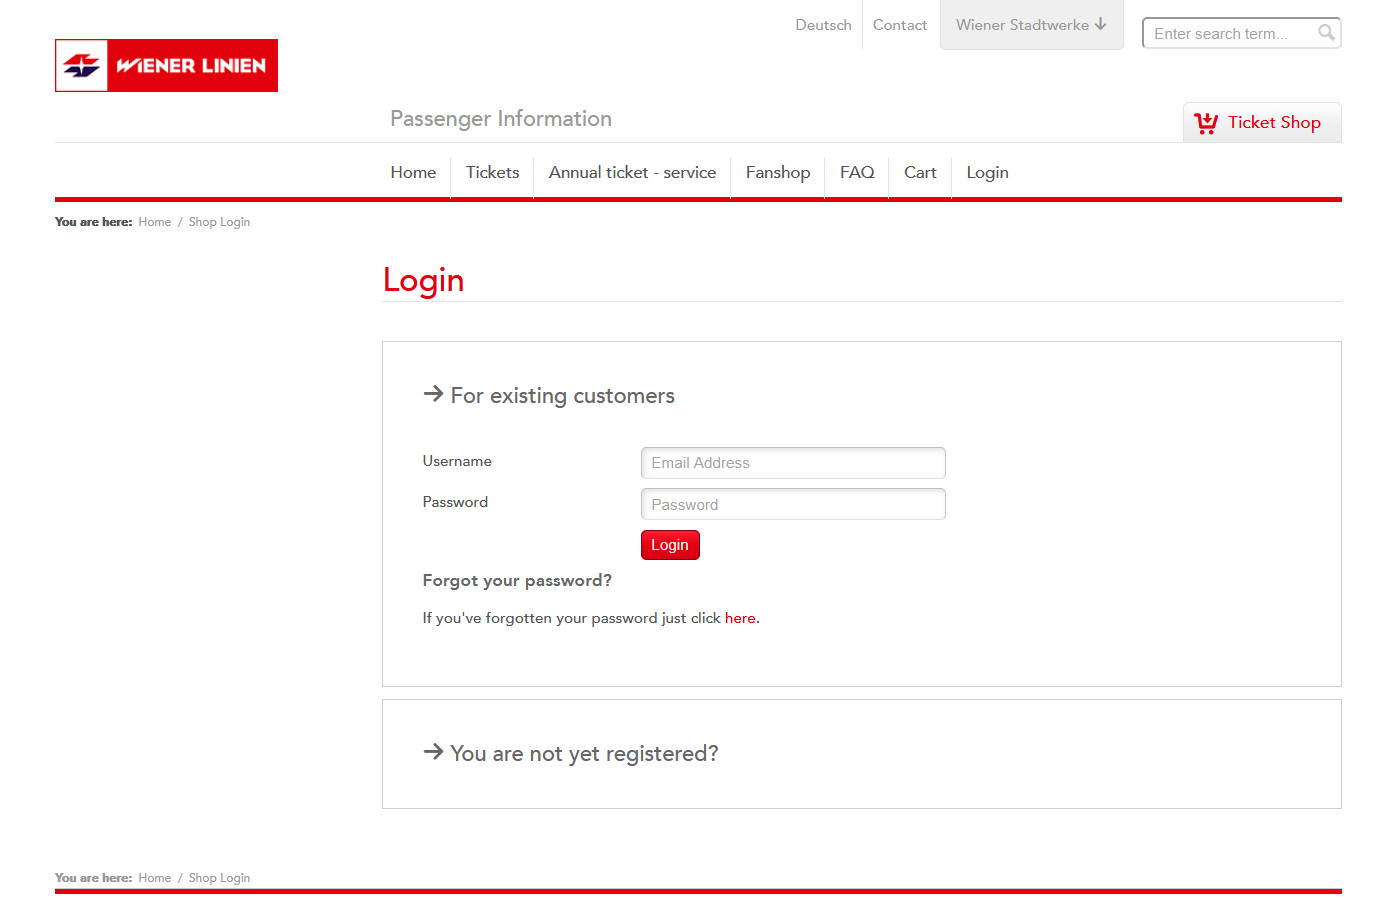 Deutsch Contact Wiener Stadtwerke Enter search term...
WIENER LINIEN
Passenger Information Ticket Shop
Home Tickets Annual ticket - service Fanshop FAQ Cart Login
You are here: Home / Shop Login
Login
For existing customers
Username Email Address
Password Password
Login
Forgot your password?
If you've forgotten your password just click here.
You are not yet registered?
You are here: Home / Shop Login